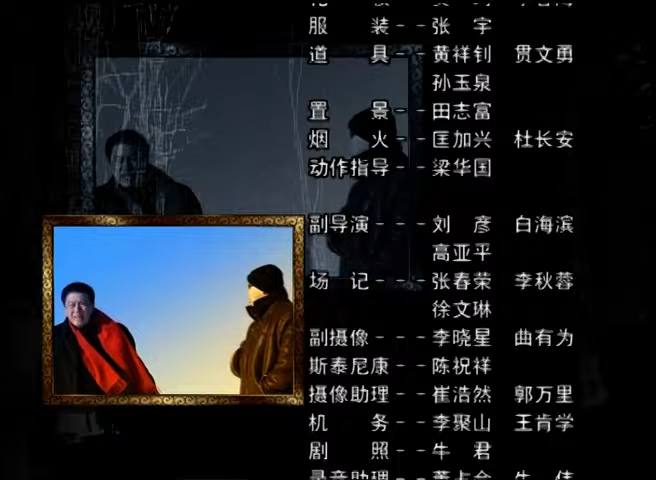 服　装--张　宇
道　具--黄祥钊　贯文勇
孙玉泉
置　景--田志富
烟　火--匡加兴　杜长安
动作指导--梁华国
副导演---刘　彦　白海滨
高亚平
场　记---张春荣　李秋蓉
徐文琳
副摄像---李晓星　曲有为
斯泰尼康--陈祝祥
摄像助理--崔浩然　郭万里
机　务--李聚山　王肯学
剧　照--牛　君
录音助理--